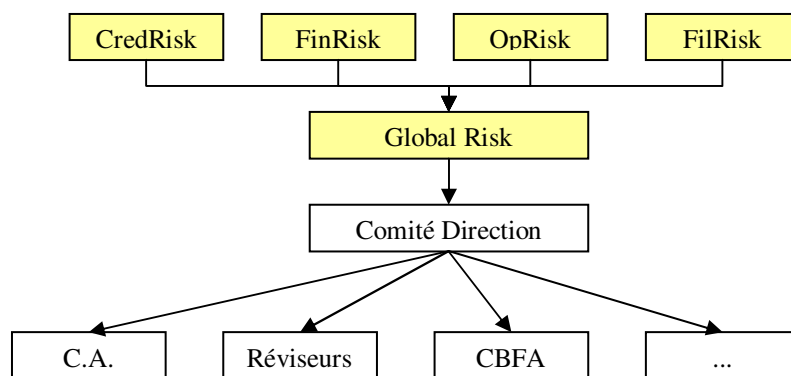 CredRisk
FinRisk
OpRisk
FilRisk
Global Risk
Comité Direction
C.A.
Réviseurs
CBFA
...